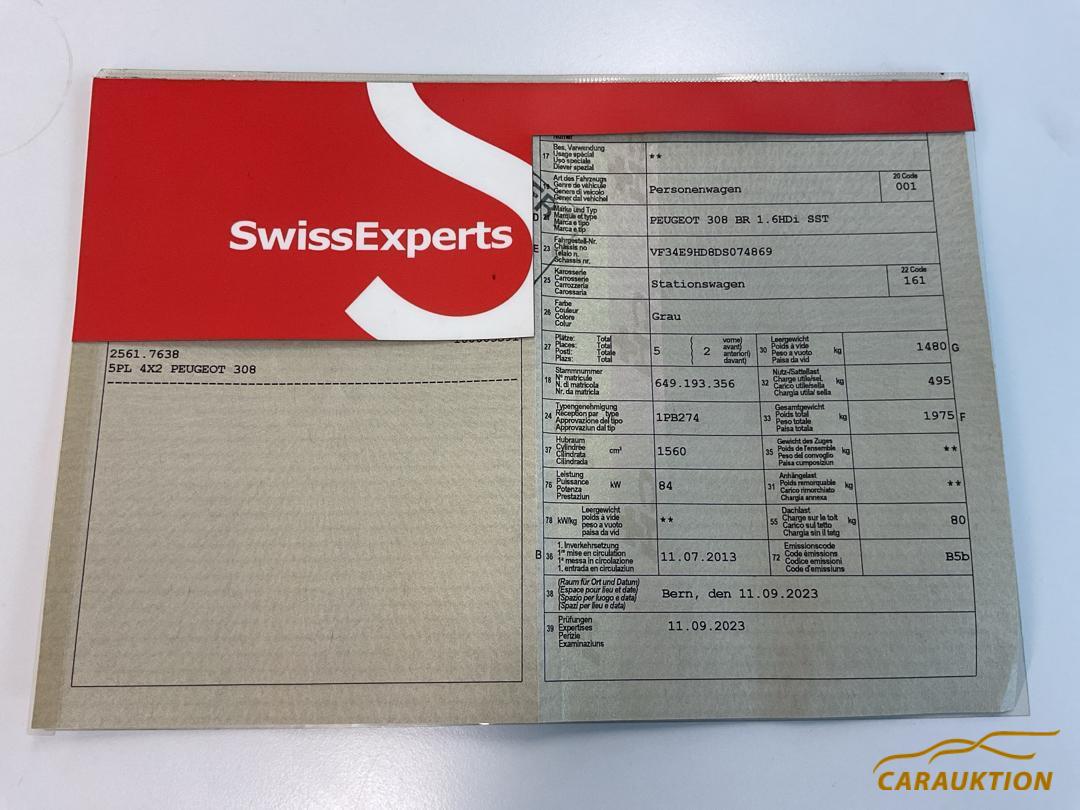 SwissExperts
2561.7638
5PL 4X2 PEUGEOT 308
17 Bes. Verwendung
Usage spécial
Uso speciale
Diever spezial
**
Art des Fahrzeugs
Genre de véhicule
Genere di veicolo
Gener dal vehichel
Personenwagen
20 Code
001
D 21 Marke und Typ
Marque et type
Marca e tipo
Marca e tip
PEUGEOT 308 BR 1.6HDi SST
E 23 Fahrgestell-Nr.
Châssis no
Telaio n.
Schassis nr.
VF34E9HD8DS074869
25 Karosserie
Carrosserie
Carrozzeria
Carossaria
Stationswagen
22 Code
161
26 Farbe
Couleur
Colore
Colur
Grau
27 Plätze: Total
Places: Total
Posti: Totale
Plazs: Total
5 ( 2 vorne)
avant)
anteriori)
davant)
30 Leergewicht
Poids à vide
Peso a vuoto
Paisa da vid
kg
1480 G
18 Stammnummer
N° matricule
N. di matricola
Nr. da matricla
649.193.356
32 Nutz-/Sattellast
Charge utile/sel.
Carico utile/sella
Chargia utila/ sella
kg
495
24 Typengenehmigung
Réception par type
Approvazione del tipo
Approvaziun dal tip
1PB274
33 Gesamtgewicht
Poids total
Peso totale
Paisa totala
kg
1975 F
37 Hubraum
Cylindrée
Cilindrata
Cilindrada
cm³
1560
35 Gewicht des Zuges
Poids de l'ensemble
Peso del convoglio
Paisa cumposiziun
kg
**
76 Leistung
Puissance
Potenza
Prestaziun
kW
84
31 Anhängelast
Poids remorquable
Carico rimorchiato
Chargia annexa
kg
**
78 kW/kg Leergewicht
poids à vide
peso a vuoto
paisa da vid
**
55 Dachlast
Charge sur le toit
Carico sul tetto
Chargia sin il tetg
kg
80
B 36 1. Inverkehrsetzung
1re mise en circulation
1a messa in circolazione
1. entrada en circulaziun
11.07.2013
72 Emissionscode
Code émissions
Codice emissioni
Code d'emissiuns
B5b
38 (Raum für Ort und Datum)
(Espace pour lieu et date)
(Spazio per luogo e data)
(Spazi per lieu e data)
Bern, den 11.09.2023
39 Prüfungen
Expertises
Perizie
Examinaziuns
11.09.2023
CARAUKTION